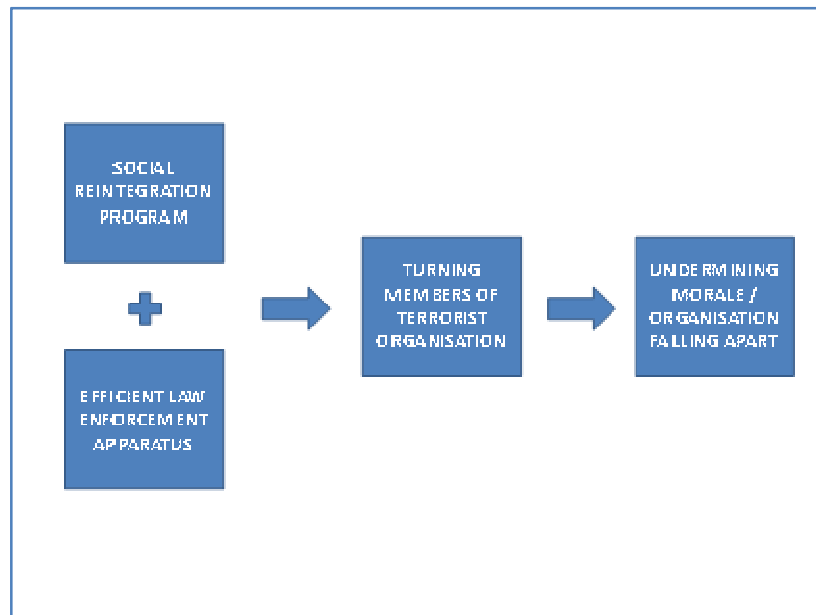 SOCIAL
REINTEGRATION
PROGRAM
EFFICIENT LAW
ENFORCEMENT
APPARATUS
TURNING
MEMBERS OF
TERRORIST
ORGANISATION
UNDERMINING
MORALE /
ORGANISATION
FALLING APART